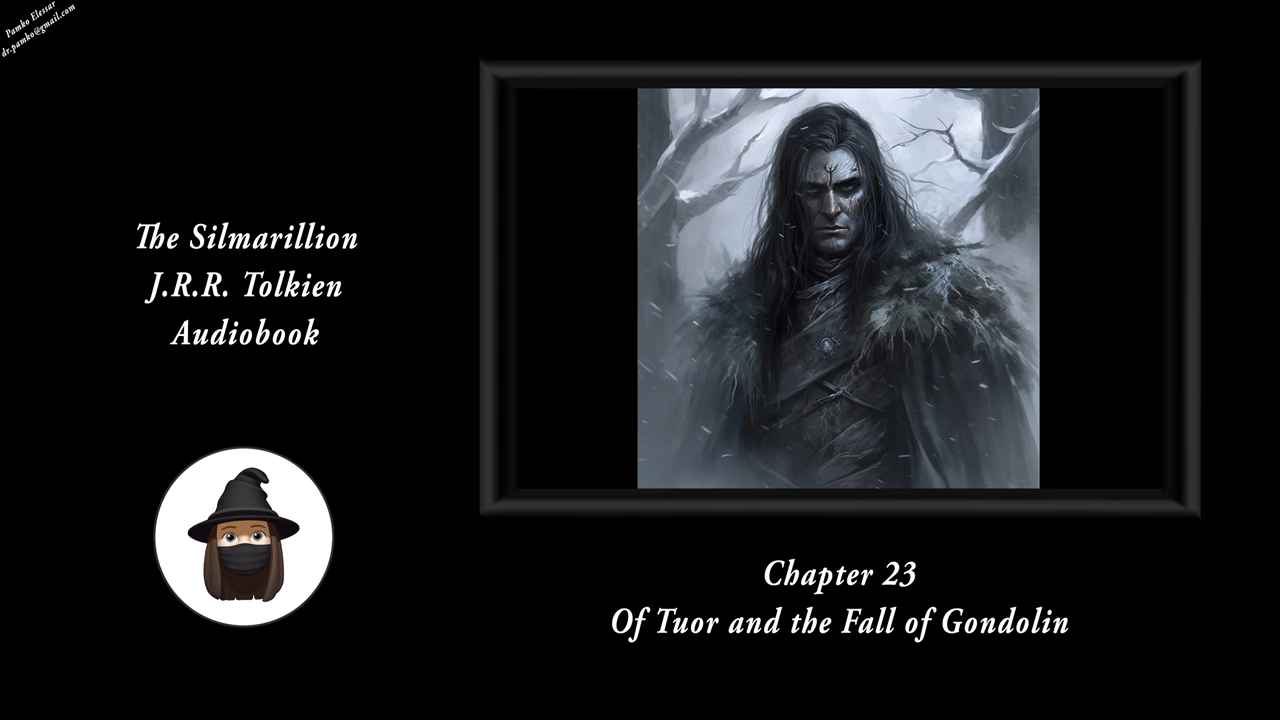 Pamko Elessar
dr.pamko@gmail.com
The Silmarillion
J.R.R. Tolkien
Audiobook
Chapter 23
Of Tuor and the Fall of Gondolin